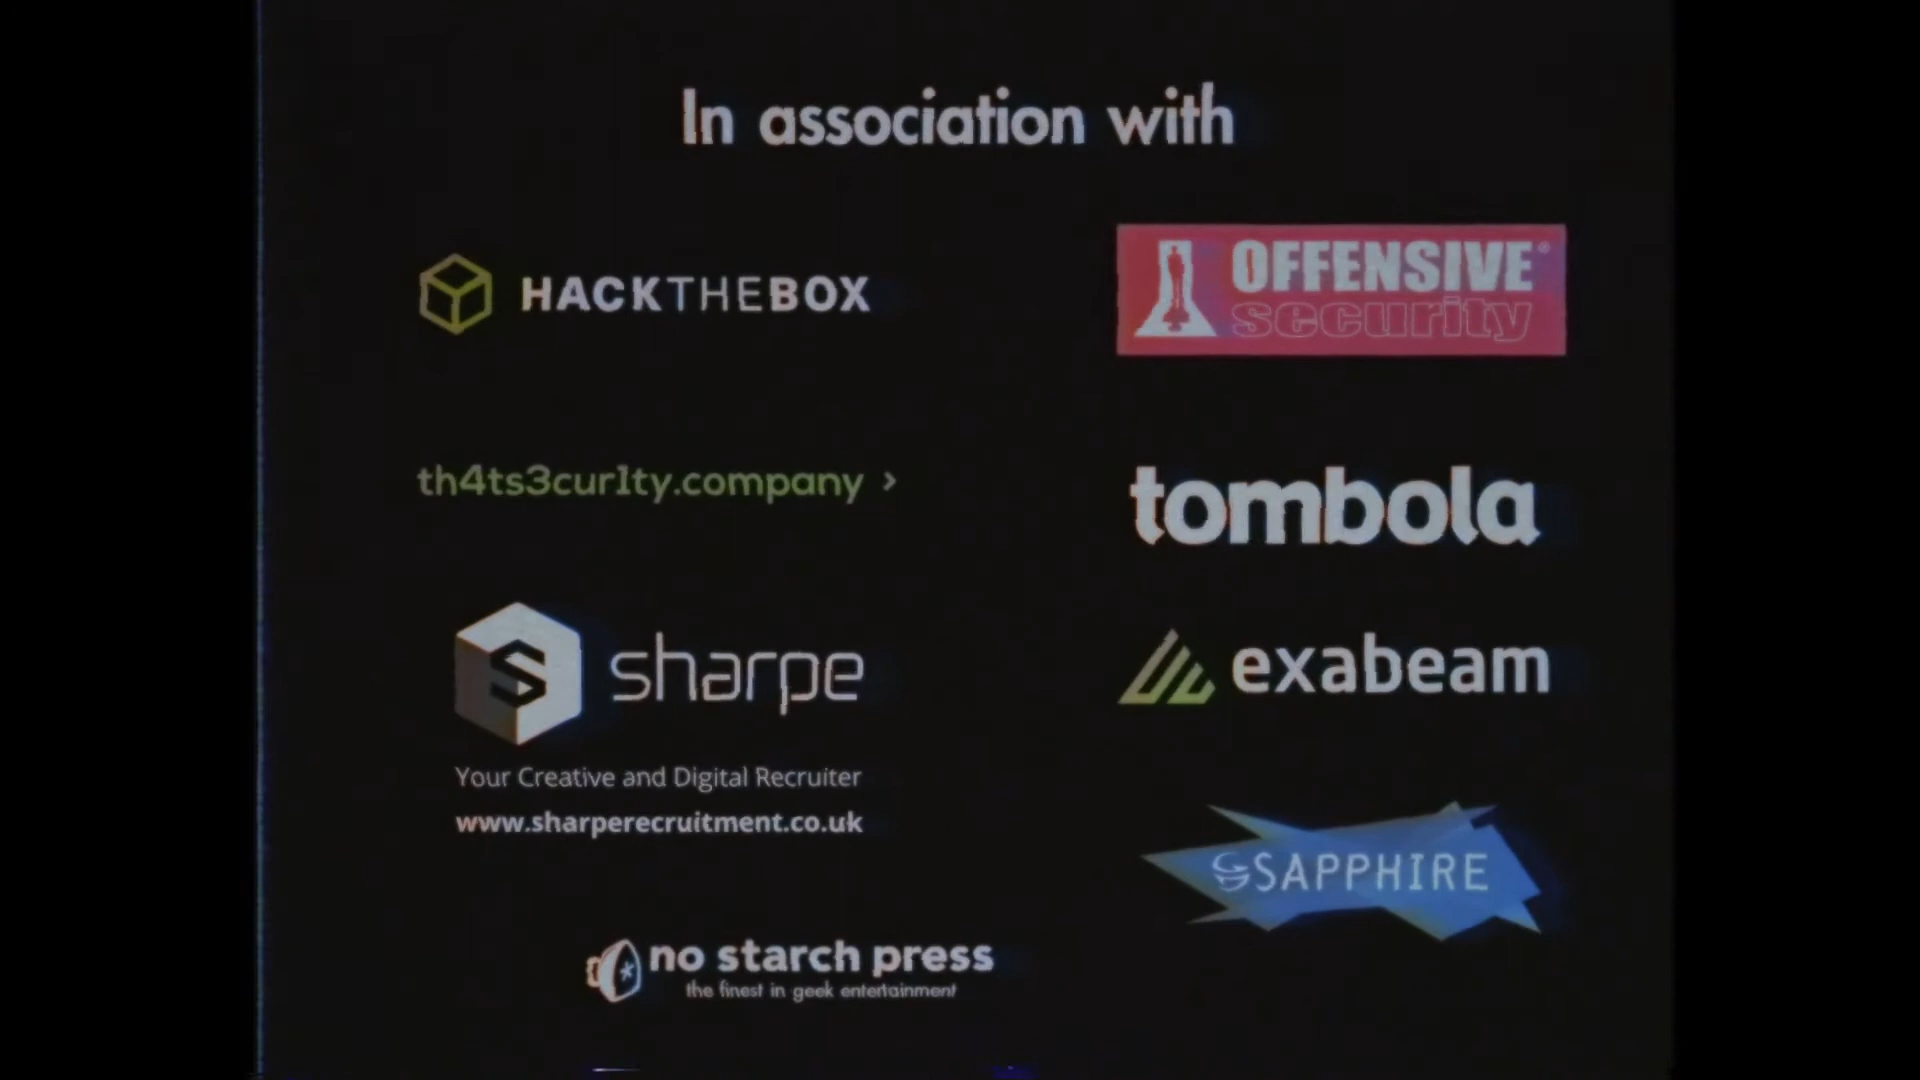 In association with
HACKTHEBOX
OFFENSIVE®
security
th4ts3cur1ty.company >
tombola
sharpe
Your Creative and Digital Recruiter
www.sharperecruitment.co.uk
exabeam
SAPPHIRE
no starch press
the finest in geek entertainment